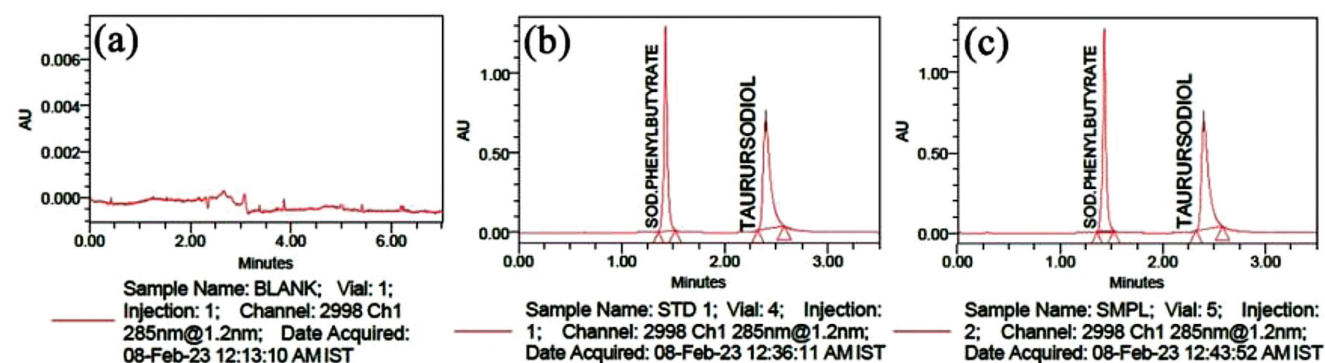 (a)
0.006
0.004
0.002
0.000
AU
0.00 2.00 4.00 6.00
Minutes
Sample Name: BLANK; Vial: 1;
Injection: 1; Channel: 2998 Ch1
285nm@1.2nm; Date Acquired:
08-Feb-23 12:13:10 AM IST
(b)
1.00
0.50
0.00
AU
SOD.PHENYLBUTYRATE
TAURURSODIOL
0.00 1.00 2.00 3.00
Minutes
Sample Name: STD 1; Vial: 4; Injection:
1; Channel: 2998 Ch1 285nm@1.2nm;
Date Acquired: 08-Feb-23 12:36:11 AM IST
(c)
1.00
0.50
0.00
AU
SOD.PHENYLBUTYRATE
TAURURSODIOL
0.00 1.00 2.00 3.00
Minutes
Sample Name: SMPL; Vial: 5; Injection:
2; Channel: 2998 Ch1 285nm@1.2nm;
Date Acquired: 08-Feb-23 12:43:52 AM IST